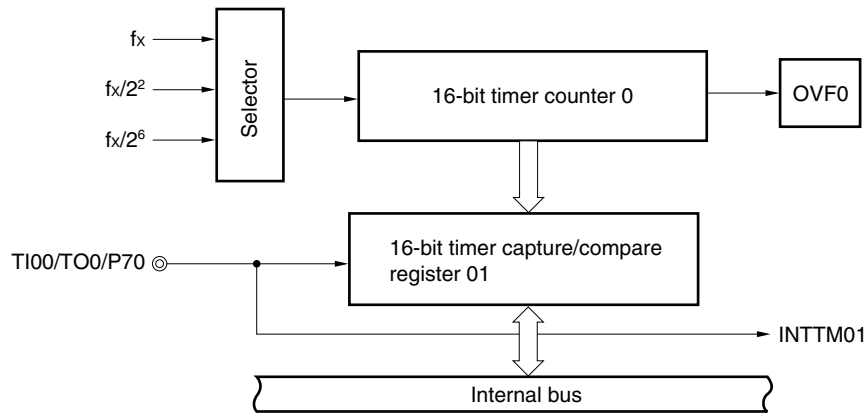 fx
fx/2²
fx/2⁶
Selector
16-bit timer counter 0
OVF0
TI00/TO0/P70
16-bit timer capture/compare
register 01
INTTM01
Internal bus